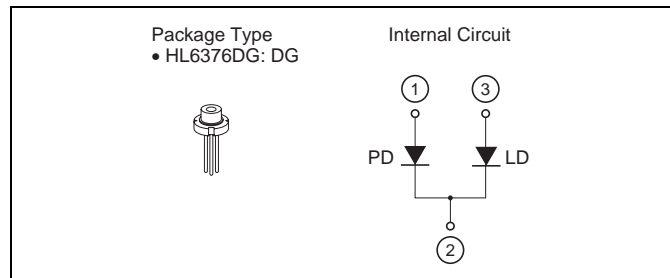 Package Type
• HL6376DG: DG
Internal Circuit
1
3
PD
LD
2